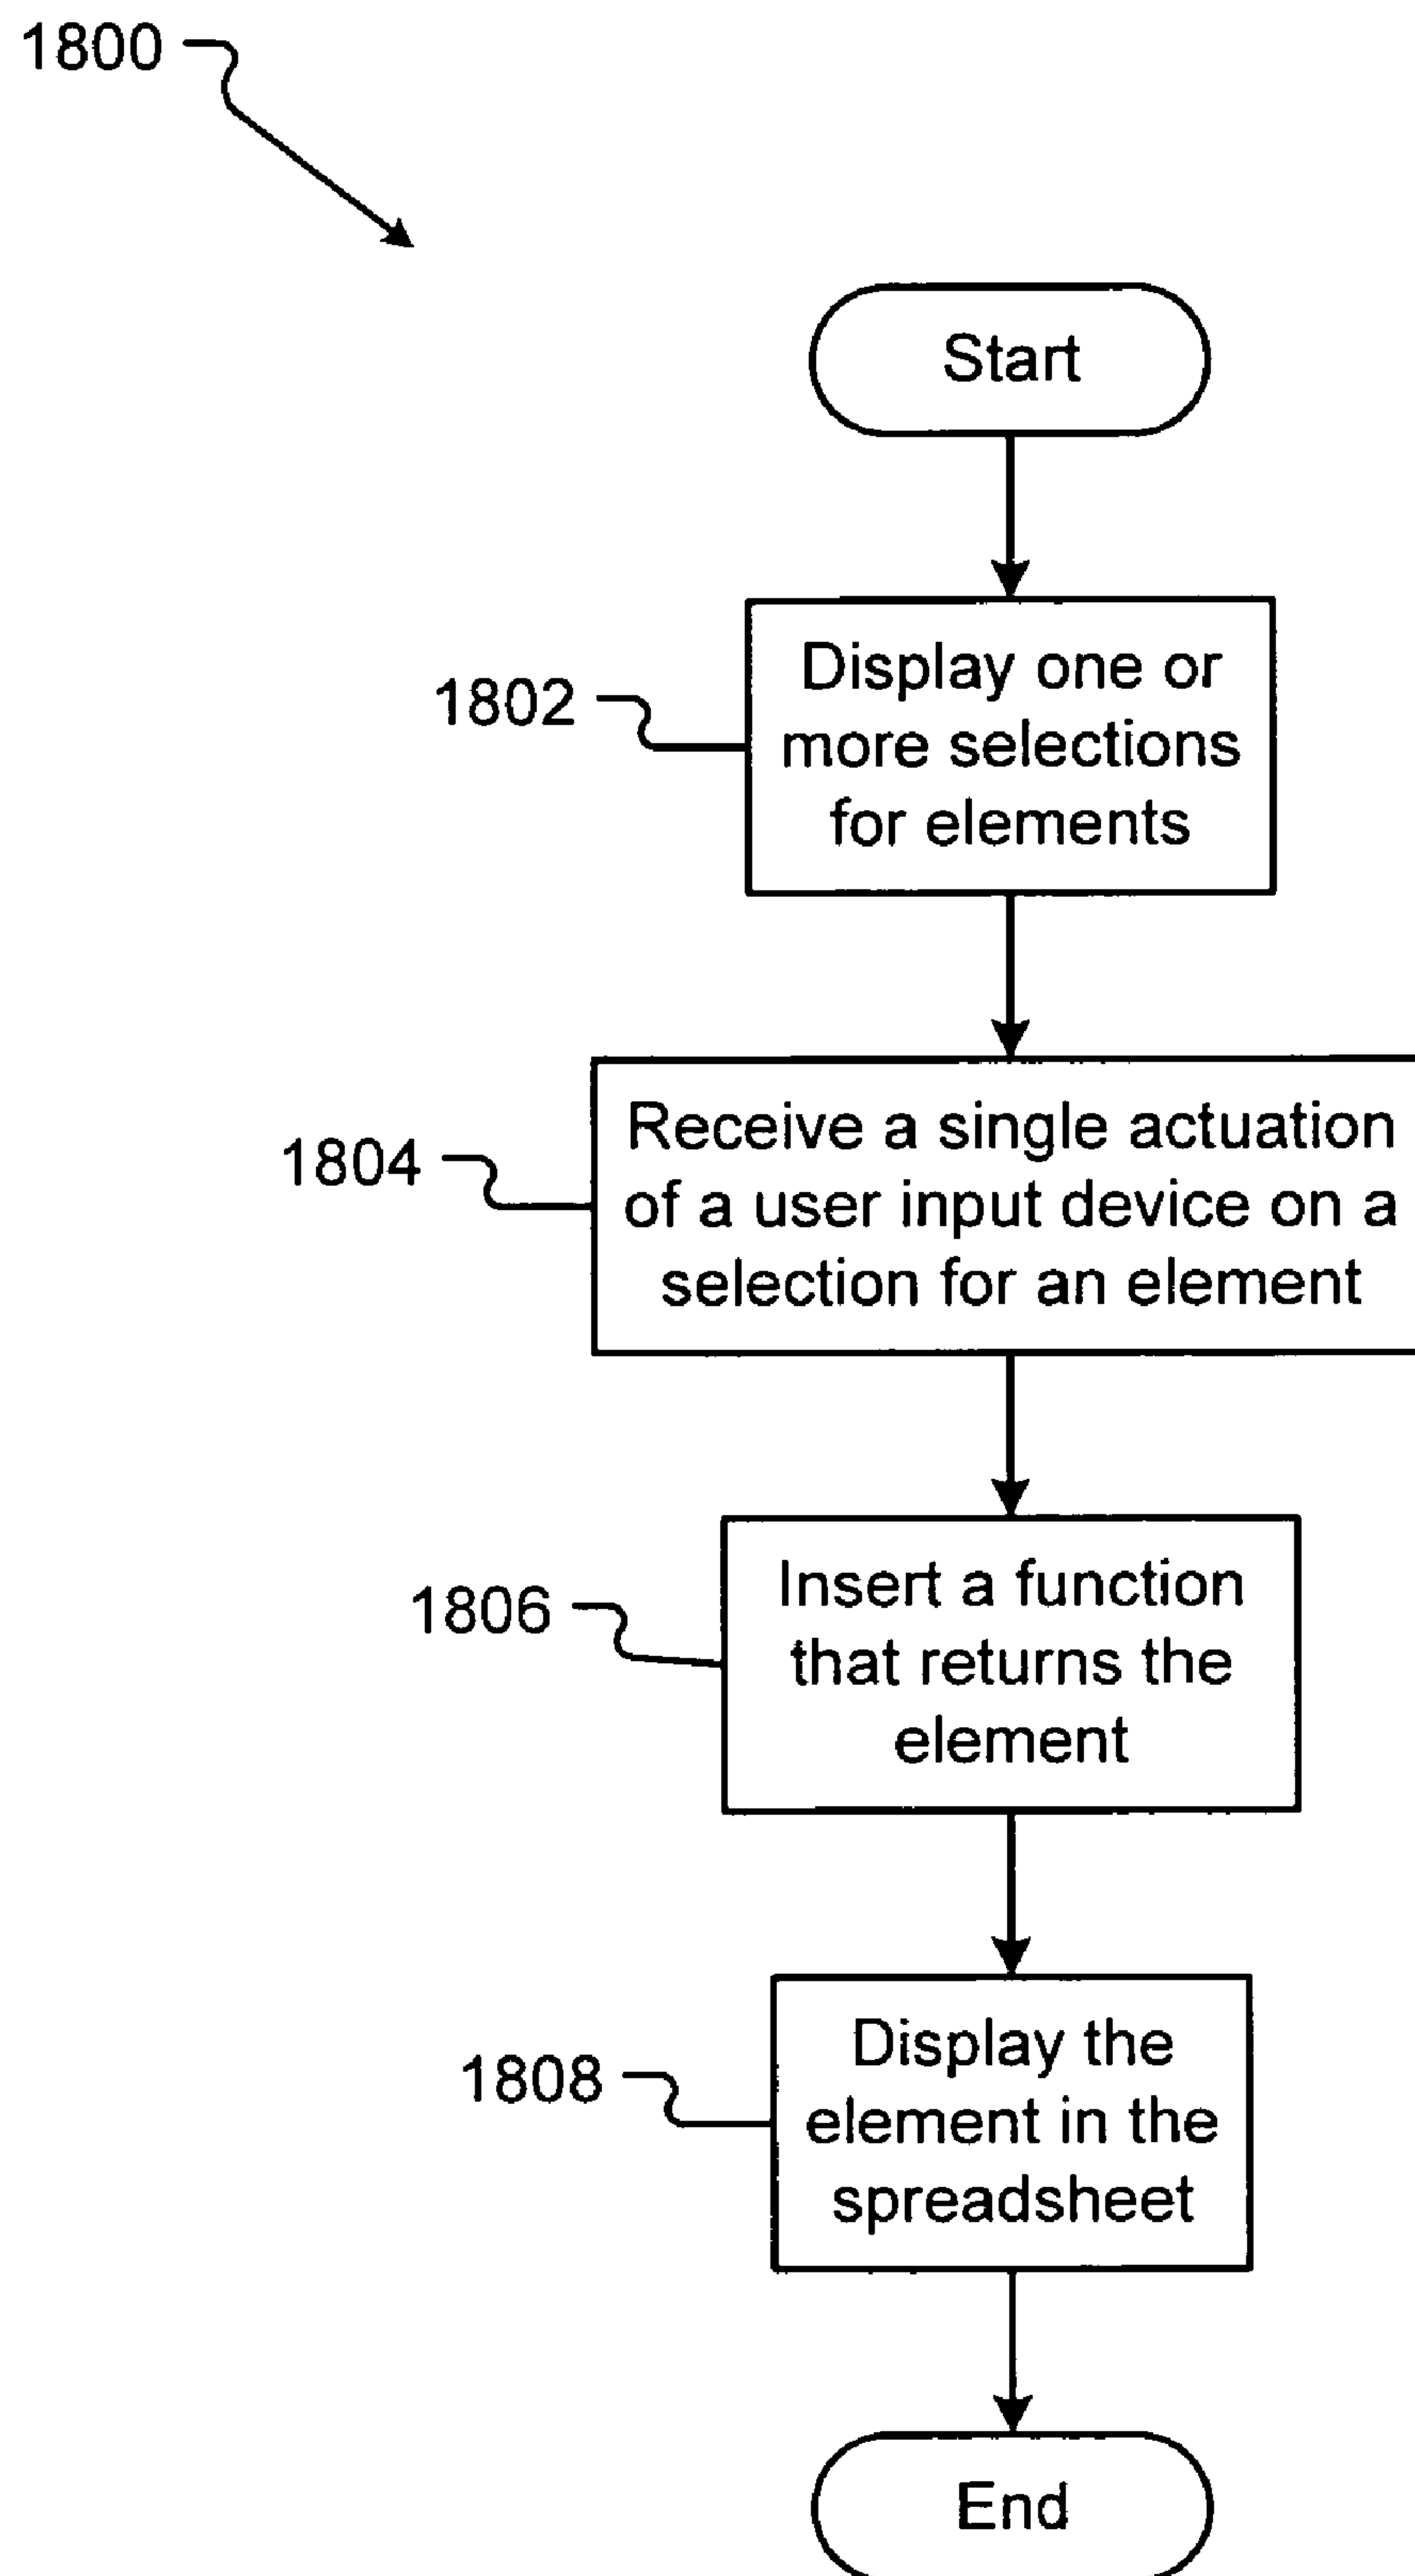 1800
Start
1802
Display one or
more selections
for elements
1804
Receive a single actuation
of a user input device on a
selection for an element
1806
Insert a function
that returns the
element
1808
Display the
element in the
spreadsheet
End